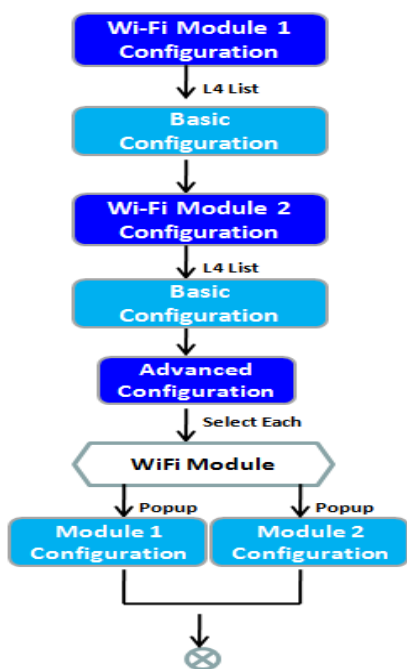 Wi-Fi Module 1
Configuration
L4 List
Basic
Configuration
Wi-Fi Module 2
Configuration
L4 List
Basic
Configuration
Advanced
Configuration
Select Each
WiFi Module
Popup
Popup
Module 1
Configuration
Module 2
Configuration